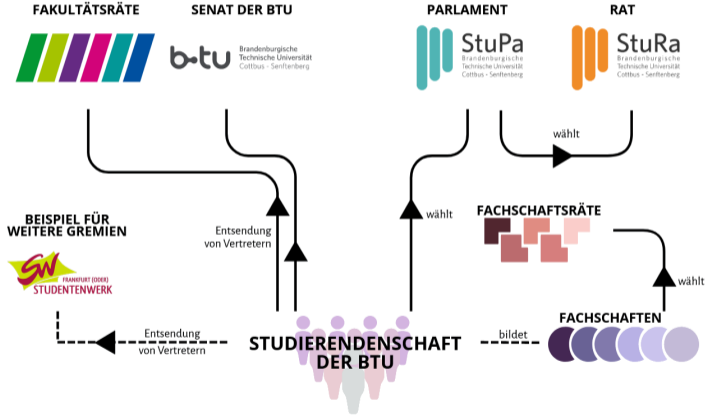 FAKULTÄTSRÄTE
SENAT DER BTU
PARLAMENT
RAT
b-tu
Brandenburgische
Technische Universität
Cottbus - Senftenberg
StuPa
Brandenburgische
Technische Universität
Cottbus - Senftenberg
StuRa
Brandenburgische
Technische Universität
Cottbus - Senftenberg
wählt
BEISPIEL FÜR
WEITERE GREMIEN
SW
FRANKFURT (ODER)
STUDENTENWERK
Entsendung
von Vertretern
wählt
FACHSCHAFTSRÄTE
wählt
Entsendung
von Vertretern
STUDIERENDENSCHAFT
DER BTU
bildet
FACHSCHAFTEN